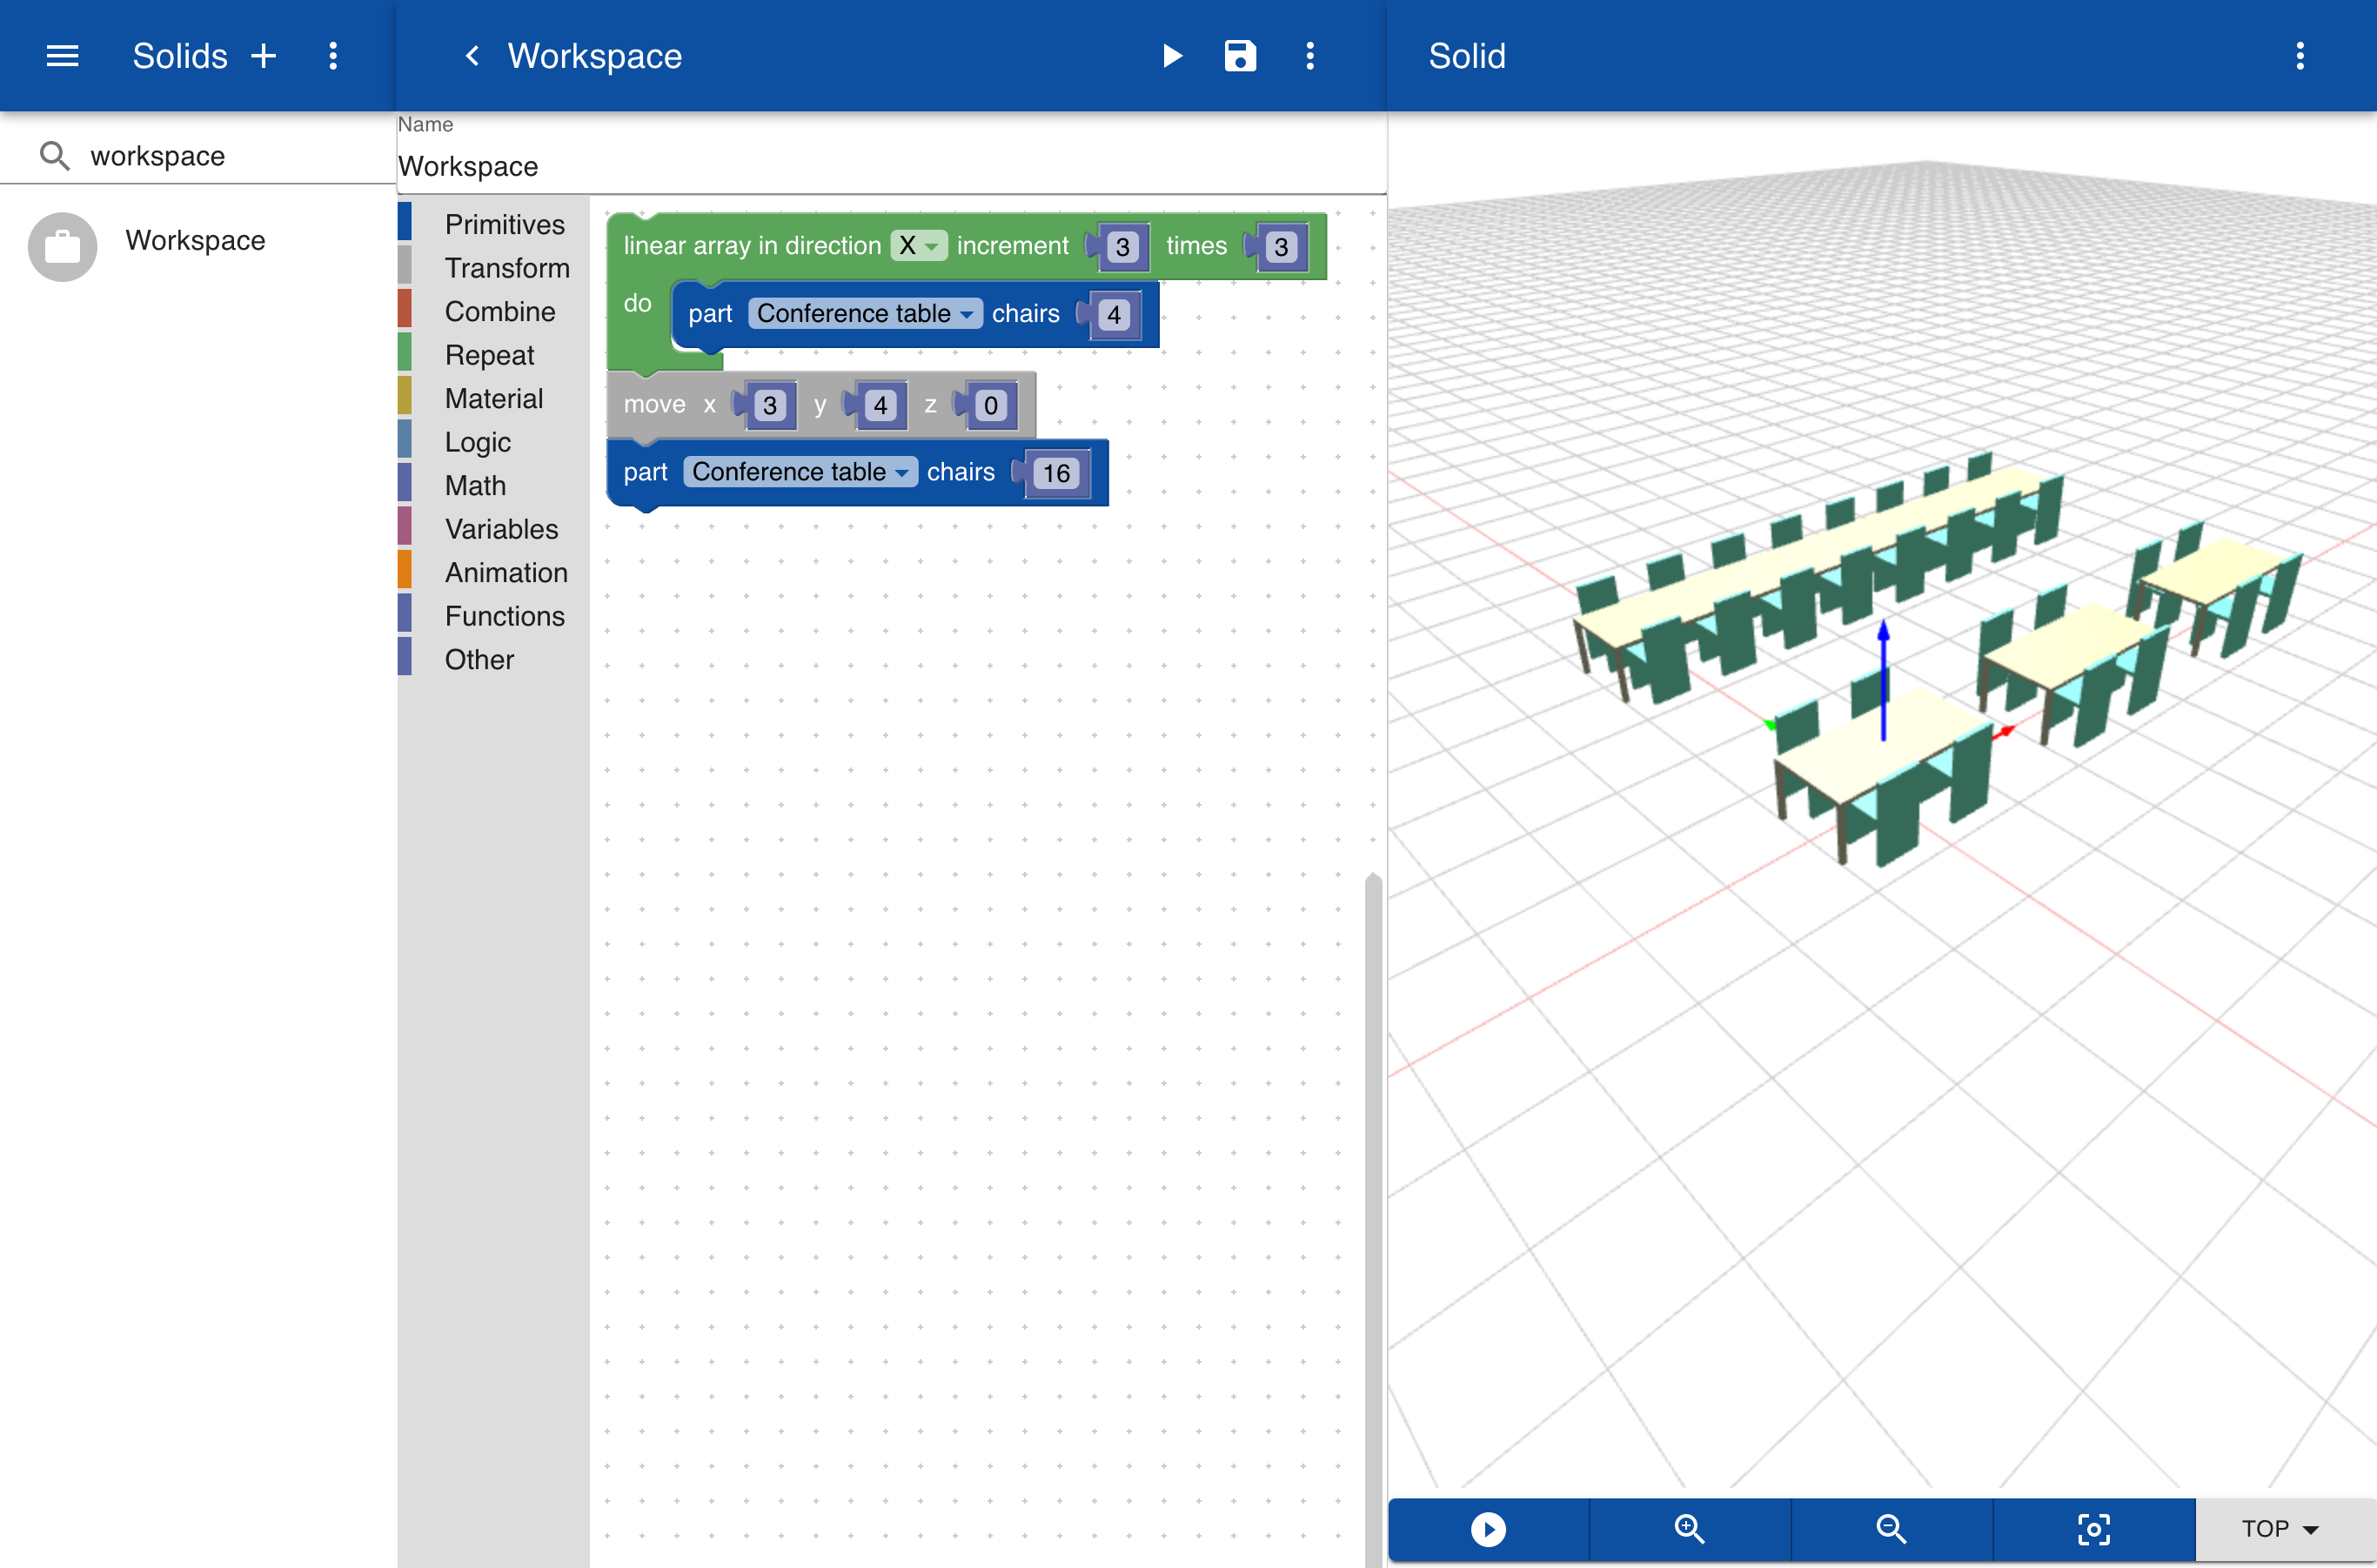 Solids
Workspace
Solid
workspace
Workspace
Name
Workspace
Primitives
Transform
Combine
Repeat
Material
Logic
Math
Variables
Animation
Functions
Other
linear array in direction X increment 3 times 3
do part Conference table chairs 4
move x 3 y 4 z 0
part Conference table chairs 16
TOP